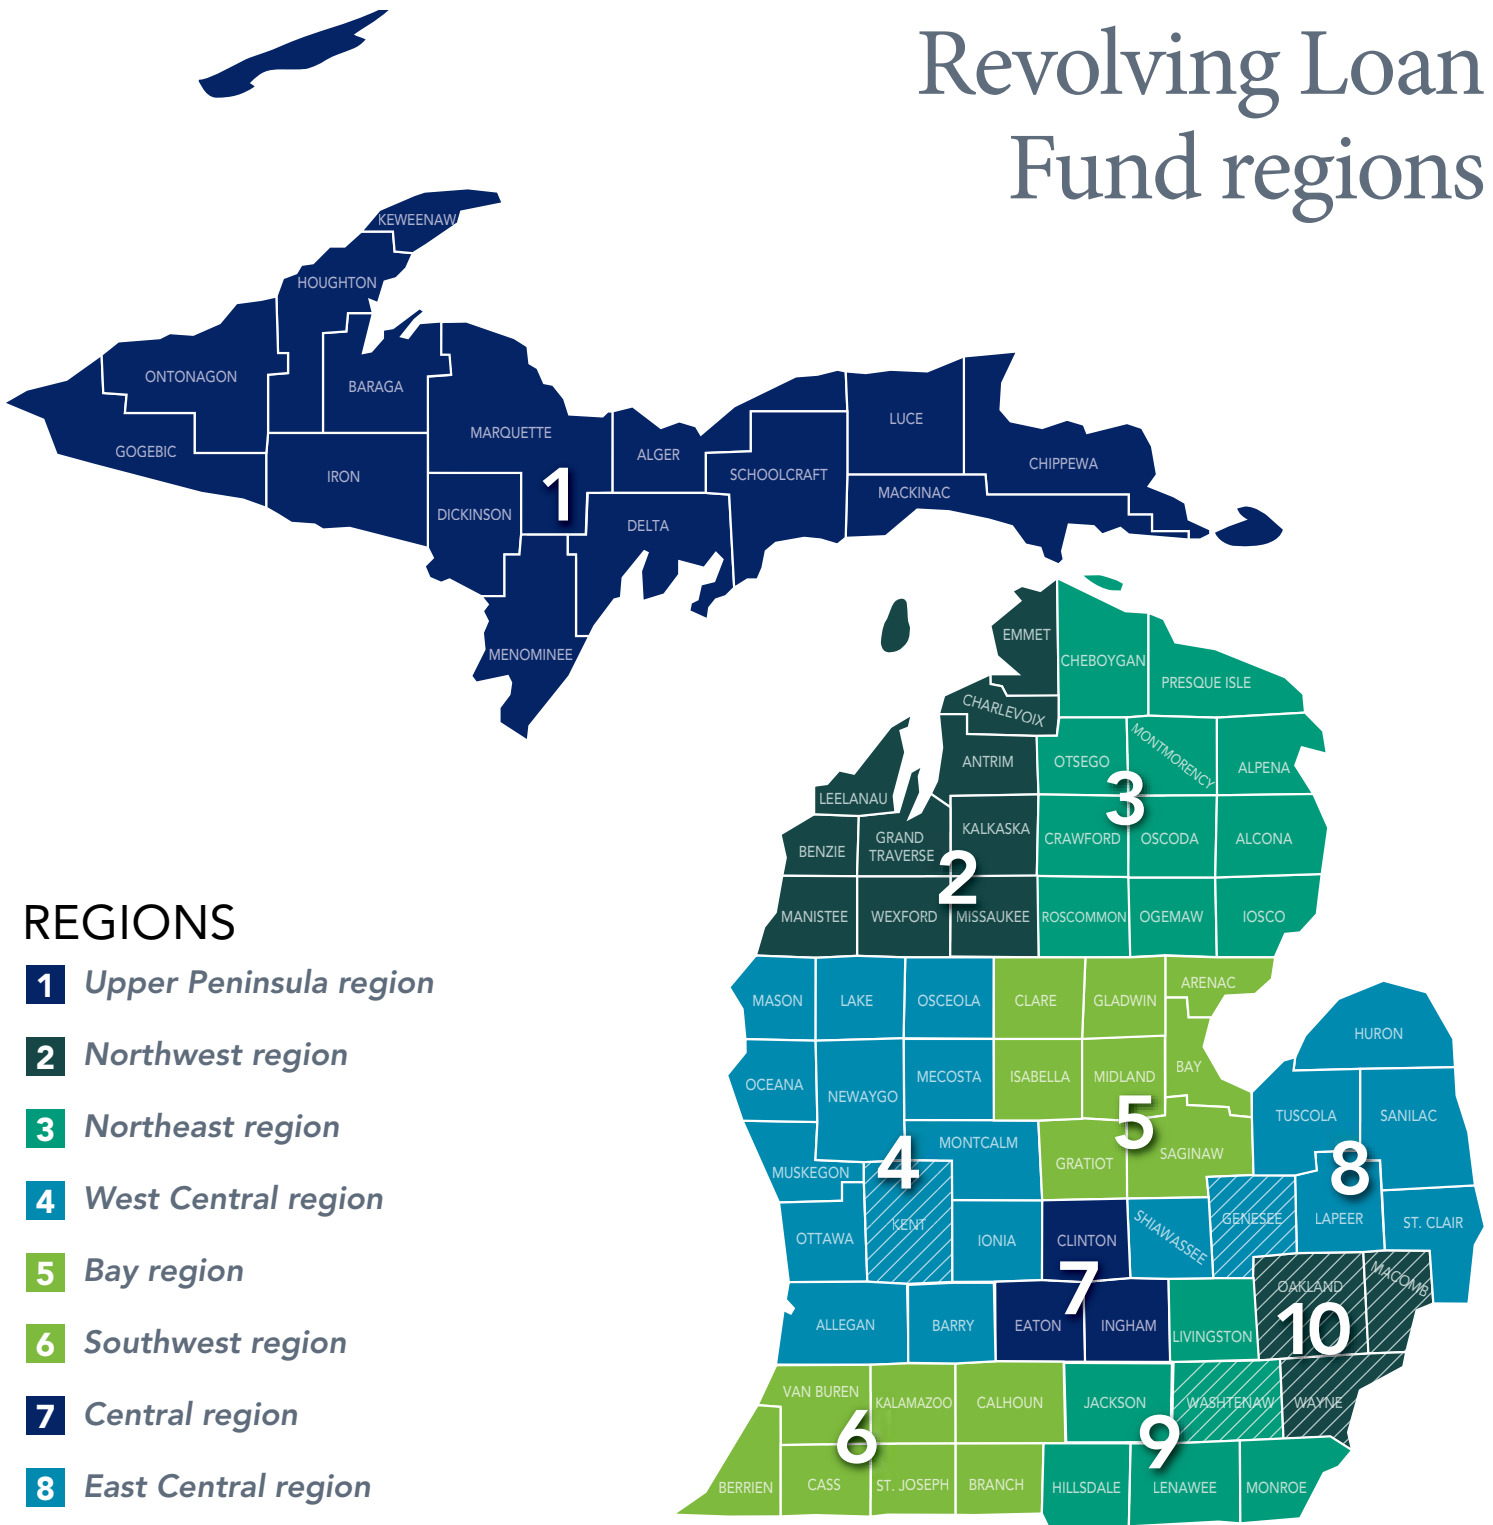 Revolving Loan
Fund regions
KEWEENAW
HOUGHTON
ONTONAGON
BARAGA
GOGEBIC
IRON
MARQUETTE
ALGER
LUCE
CHIPPEWA
SCHOOLCRAFT
MACKINAC
1
DICKINSON
DELTA
MENOMINEE
EMMET
CHEBOYGAN
PRESQUE ISLE
CHARLEVOIX
ANTRIM
OTSEGO
MONTMORENCY
ALPENA
3
LEELANAU
KALKASKA
CRAWFORD
OSCODA
ALCONA
BENZIE
GRAND
TRAVERSE
2
MANISTEE
WEXFORD
MISSAUKEE
ROSCOMMON
OGEMAW
IOSCO
MASON
LAKE
OSCEOLA
CLARE
GLADWIN
ARENAC
HURON
OCEANA
NEWAYGO
MECOSTA
ISABELLA
MIDLAND
BAY
TUSCOLA
SANILAC
5
MUSKEGON
4
MONTCALM
GRATIOT
SAGINAW
8
OTTAWA
KENT
IONIA
CLINTON
SHIAWASSEE
GENESEE
LAPEER
ST. CLAIR
7
ALLEGAN
BARRY
EATON
INGHAM
LIVINGSTON
OAKLAND
MACOMB
10
VAN BUREN
KALAMAZOO
CALHOUN
JACKSON
WASHTENAW
WAYNE
6
9
BERRIEN
CASS
ST. JOSEPH
BRANCH
HILLSDALE
LENAWEE
MONROE
REGIONS
1 Upper Peninsula region
2 Northwest region
3 Northeast region
4 West Central region
5 Bay region
6 Southwest region
7 Central region
8 East Central region